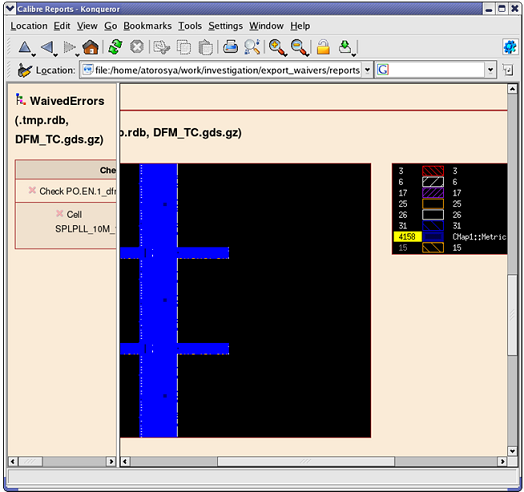 Calibre Reports - Konqueror
Location Edit View Go Bookmarks Tools Settings Window Help
Location: file:/home/atorosya/work/investigation/export_waivers/reports
WaivedErrors
(.tmp.rdb,
DFM_TC.gds.gz)
Che
Check PO.EN.1_dfm
Cell
SPLPLL_10M_
o.rdb, DFM_TC.gds.gz)
3 3
6 6
17 17
25 25
26 26
31 31
4158 CMap1::Metric
15 15